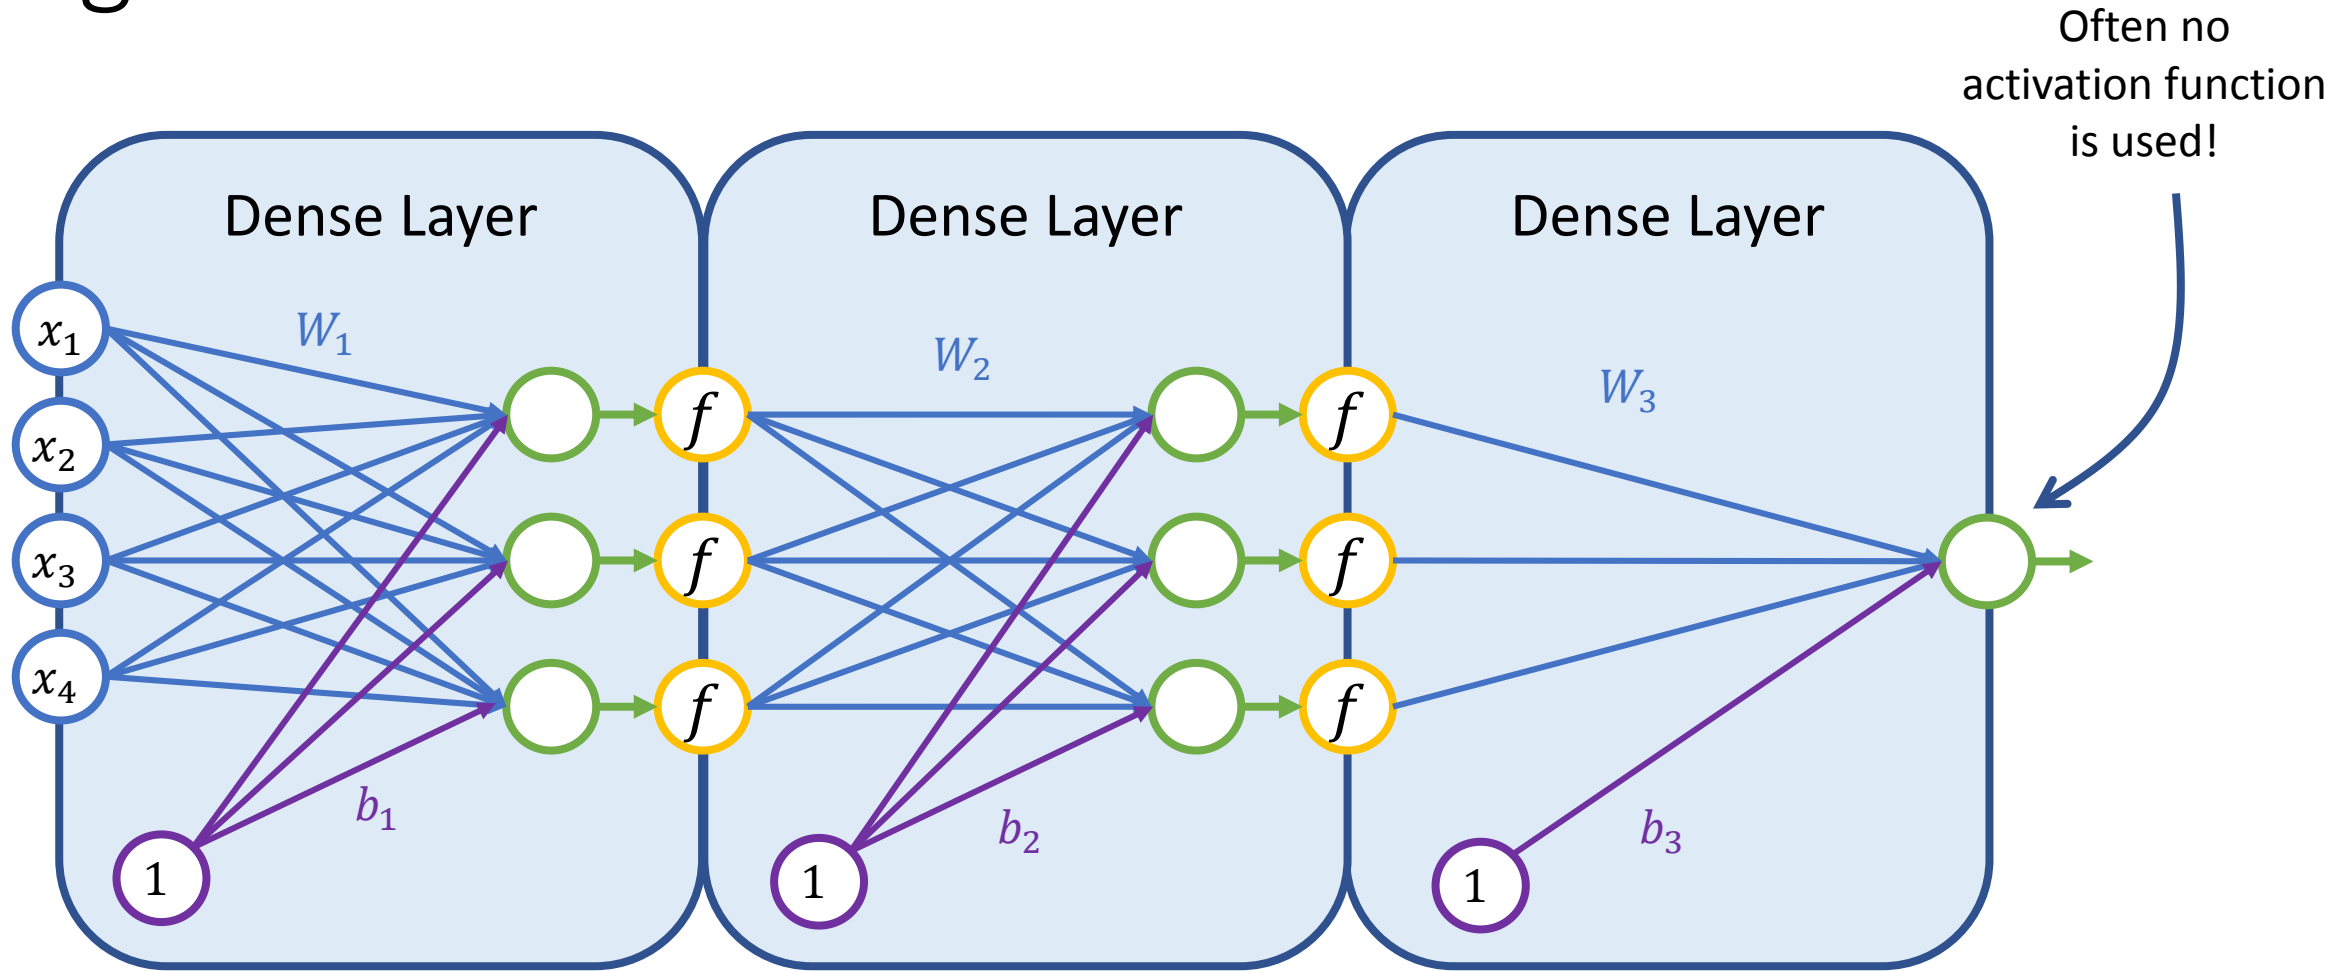 g
Often no
activation function
is used!
Dense Layer
Dense Layer
Dense Layer
x₁
x₂
x₃
x₄
W₁
W₂
W₃
f
f
f
f
f
f
b₁
b₂
b₃
1
1
1